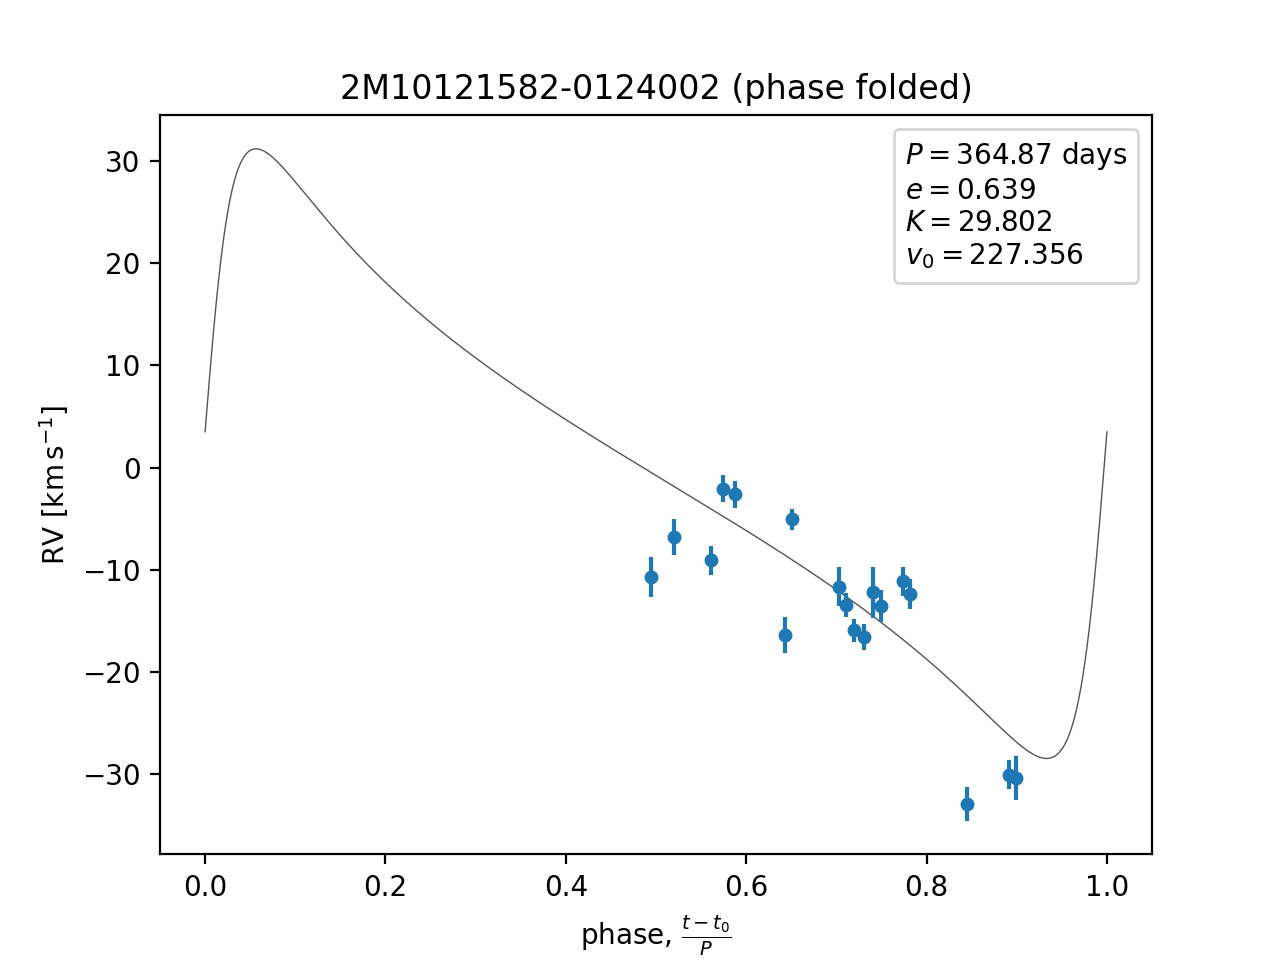 2M10121582-0124002 (phase folded)
P = 364.87 days
e = 0.639
K = 29.802
v₀ = 227.356
30
20
10
0
−10
−20
−30
RV [km s⁻¹]
0.0 0.2 0.4 0.6 0.8 1.0
phase, (t − t₀)/P